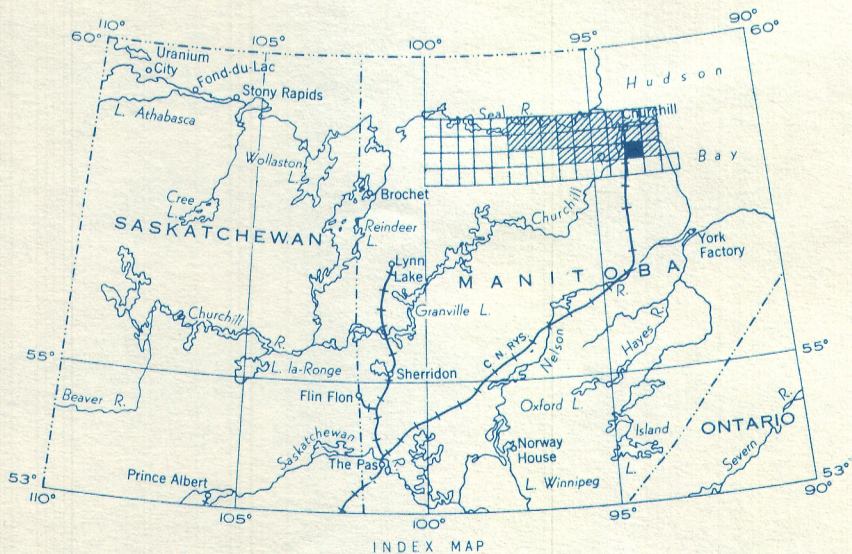 110°
60°
105°
100°
95°
90°
60°
Uranium
City
Fond-du-Lac
Stony Rapids
L. Athabasca
Seal R.
Hudson
Churchill
Bay
Wollaston
L.
Cree
L.
Brochet
Reindeer
L.
SASKATCHEWAN
Churchill
York
Factory
Lynn
Lake
MANITOBA
R.
Granville L.
Churchill
R.
C.N. RYS.
Nelson
Hayes R.
55°
55°
L. la-Ronge
Sherridon
Beaver R.
Flin Flon
Oxford L.
Island
L.
ONTARIO
Severn R.
Saskatchewan
R.
The Pas
Norway
House
Prince Albert
L. Winnipeg
53°
110°
105°
100°
95°
53°
90°
INDEX MAP